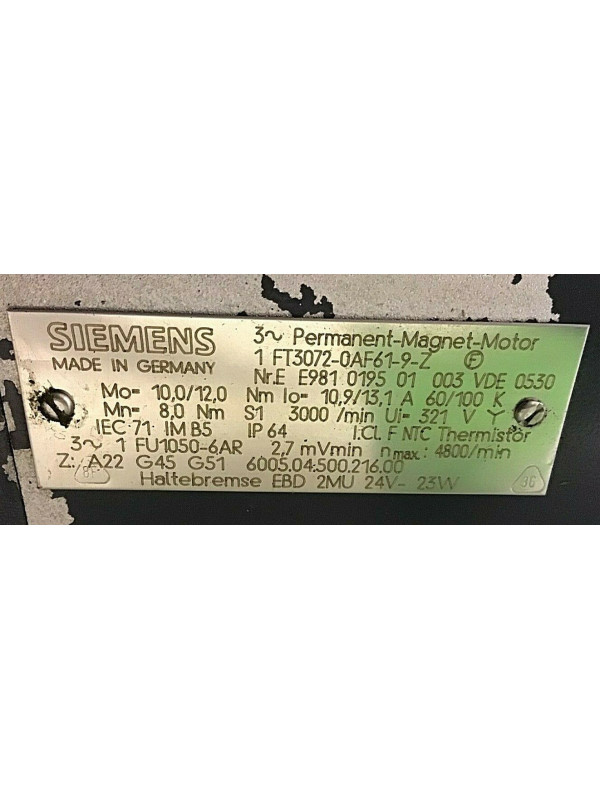 SIEMENS
MADE IN GERMANY
3~ Permanent-Magnet-Motor
1 FT3072-0AF61-9-Z F
Nr.E E981 0195 01 003 VDE 0530
Mo= 10,0/12,0 Nm Io= 10,9/13,1 A 60/100 K
Mn= 8,0 Nm S1 3000 /min Ui= 321 V Y
IEC 71 IM B5 IP 64 I.Cl. F NTC Thermistor
3~ 1 FU1050-6AR 2,7 mVmin nmax.: 4800/min
Z: A22 G45 G51 6005.04.500.216.00
Haltebremse EBD 2MU 24V- 23W